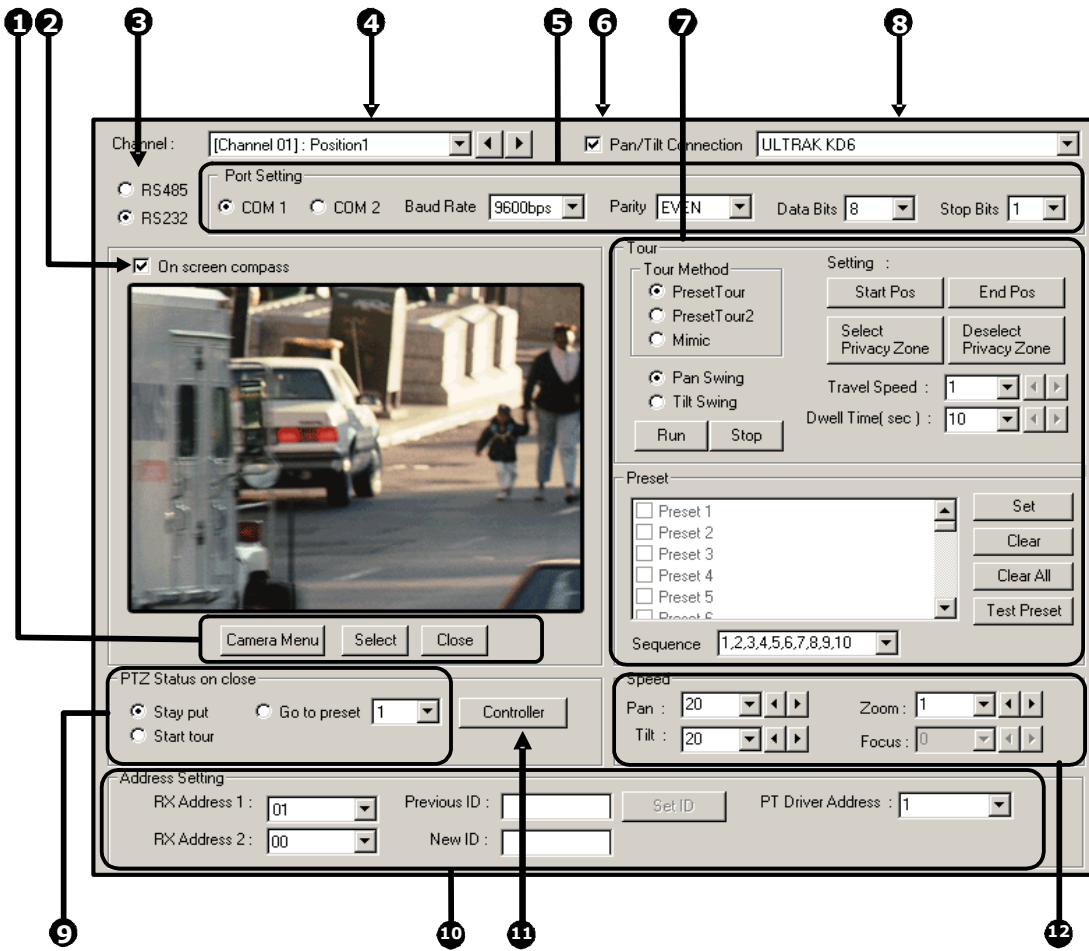 1 2 3 4 5 6 7 8
Channel : [Channel 01] : Position1 Pan/Tilt Connection ULTRAK KD6
RS485
RS232
Port Setting
COM 1 COM 2 Baud Rate 9600bps Parity EVEN Data Bits 8 Stop Bits 1
On screen compass
Tour
Tour Method
PresetTour
PresetTour2
Mimic
Pan Swing
Tilt Swing
Run Stop
Setting :
Start Pos End Pos
Select Privacy Zone
Deselect Privacy Zone
Travel Speed : 1
Dwell Time( sec ) : 10
Preset
Preset 1
Preset 2
Preset 3
Preset 4
Preset 5
Preset 6
Set
Clear
Clear All
Test Preset
Sequence 1,2,3,4,5,6,7,8,9,10
Camera Menu Select Close
PTZ Status on close
Stay put Go to preset 1
Start tour
Controller
Speed
Pan : 20 Zoom : 1
Tilt : 20 Focus : 0
Address Setting
RX Address 1 : 01 Previous ID : Set ID PT Driver Address : 1
RX Address 2 : 00 New ID :
9 10 11 12